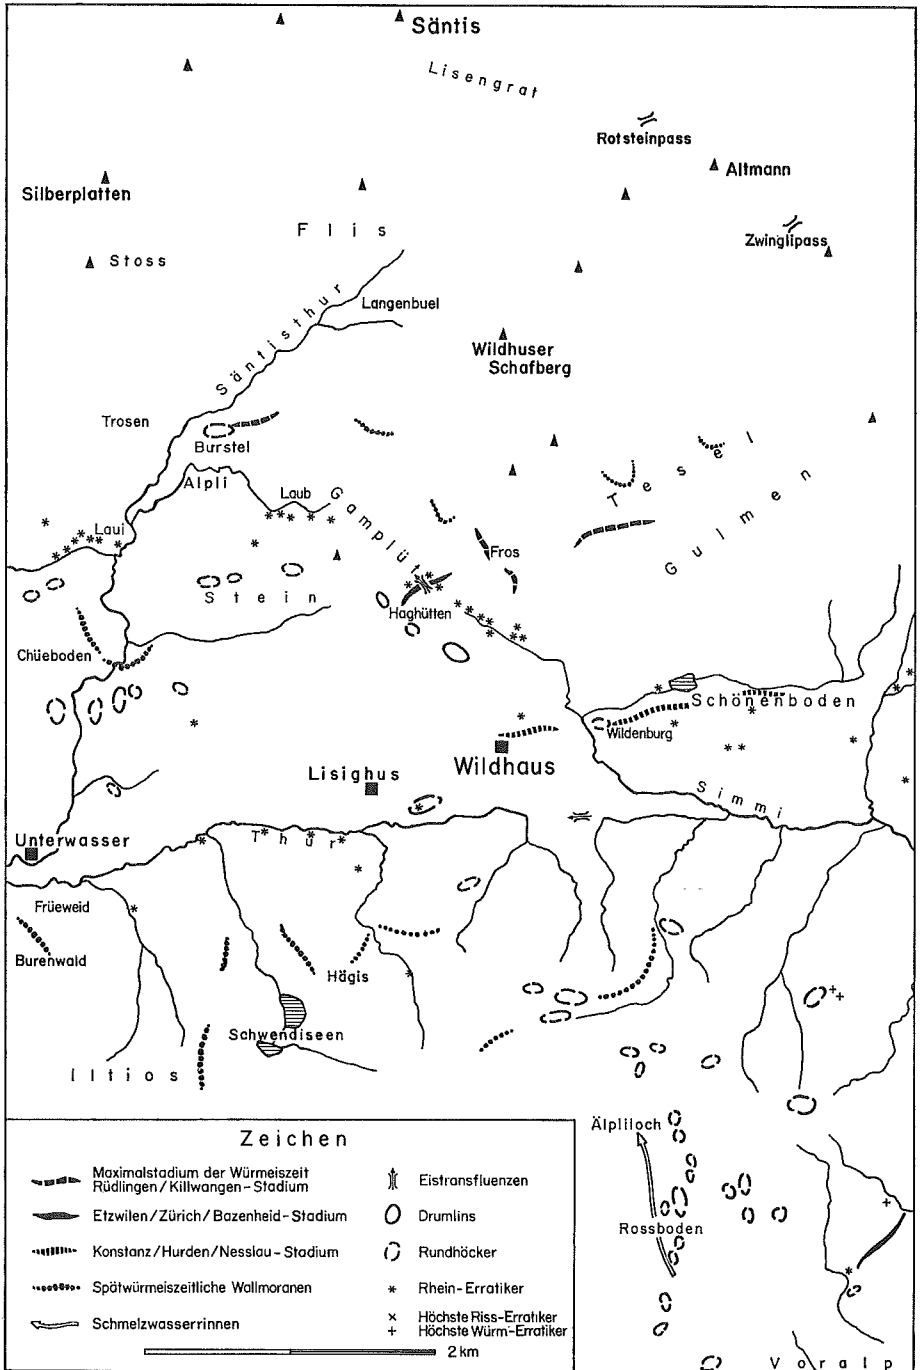 Säntis
Lisengrat
Rotsteinpass
Altmann
Silberplatten
Flis
Zwinglipass
Stoss
Säntisthur
Langenbuel
Wildhuser
Schafberg
Trosen
Burstel
Alpli
Laub
Gamplüt
Tesel
Gulmen
Laui
Fros
Stein
Haghütten
Chüeboden
Schönenboden
Wildenburg
Wildhaus
Lisighus
Simmi
Unterwasser
Thur
Früeweid
Burenwald
Hägis
Schwendiseen
Iltios
Älpliloch
Rossboden
Voralp
Zeichen
Maximalstadium der Würmeiszeit
Rüdlingen/Killwangen-Stadium
Etzwilen/Zürich/Bazenheid-Stadium
Konstanz/Hurden/Nesslau-Stadium
Spätwürmeiszeitliche Wallmoranen
Schmelzwasserrinnen
Eistransfluenzen
Drumlins
Rundhöcker
Rhein-Erratiker
Höchste Riss-Erratiker
Höchste Würm-Erratiker
2 km